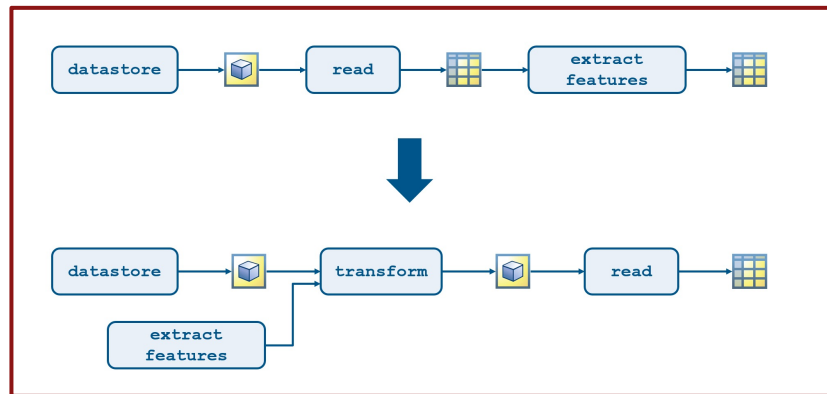 datastore
read
extract
features
datastore
transform
read
extract
features